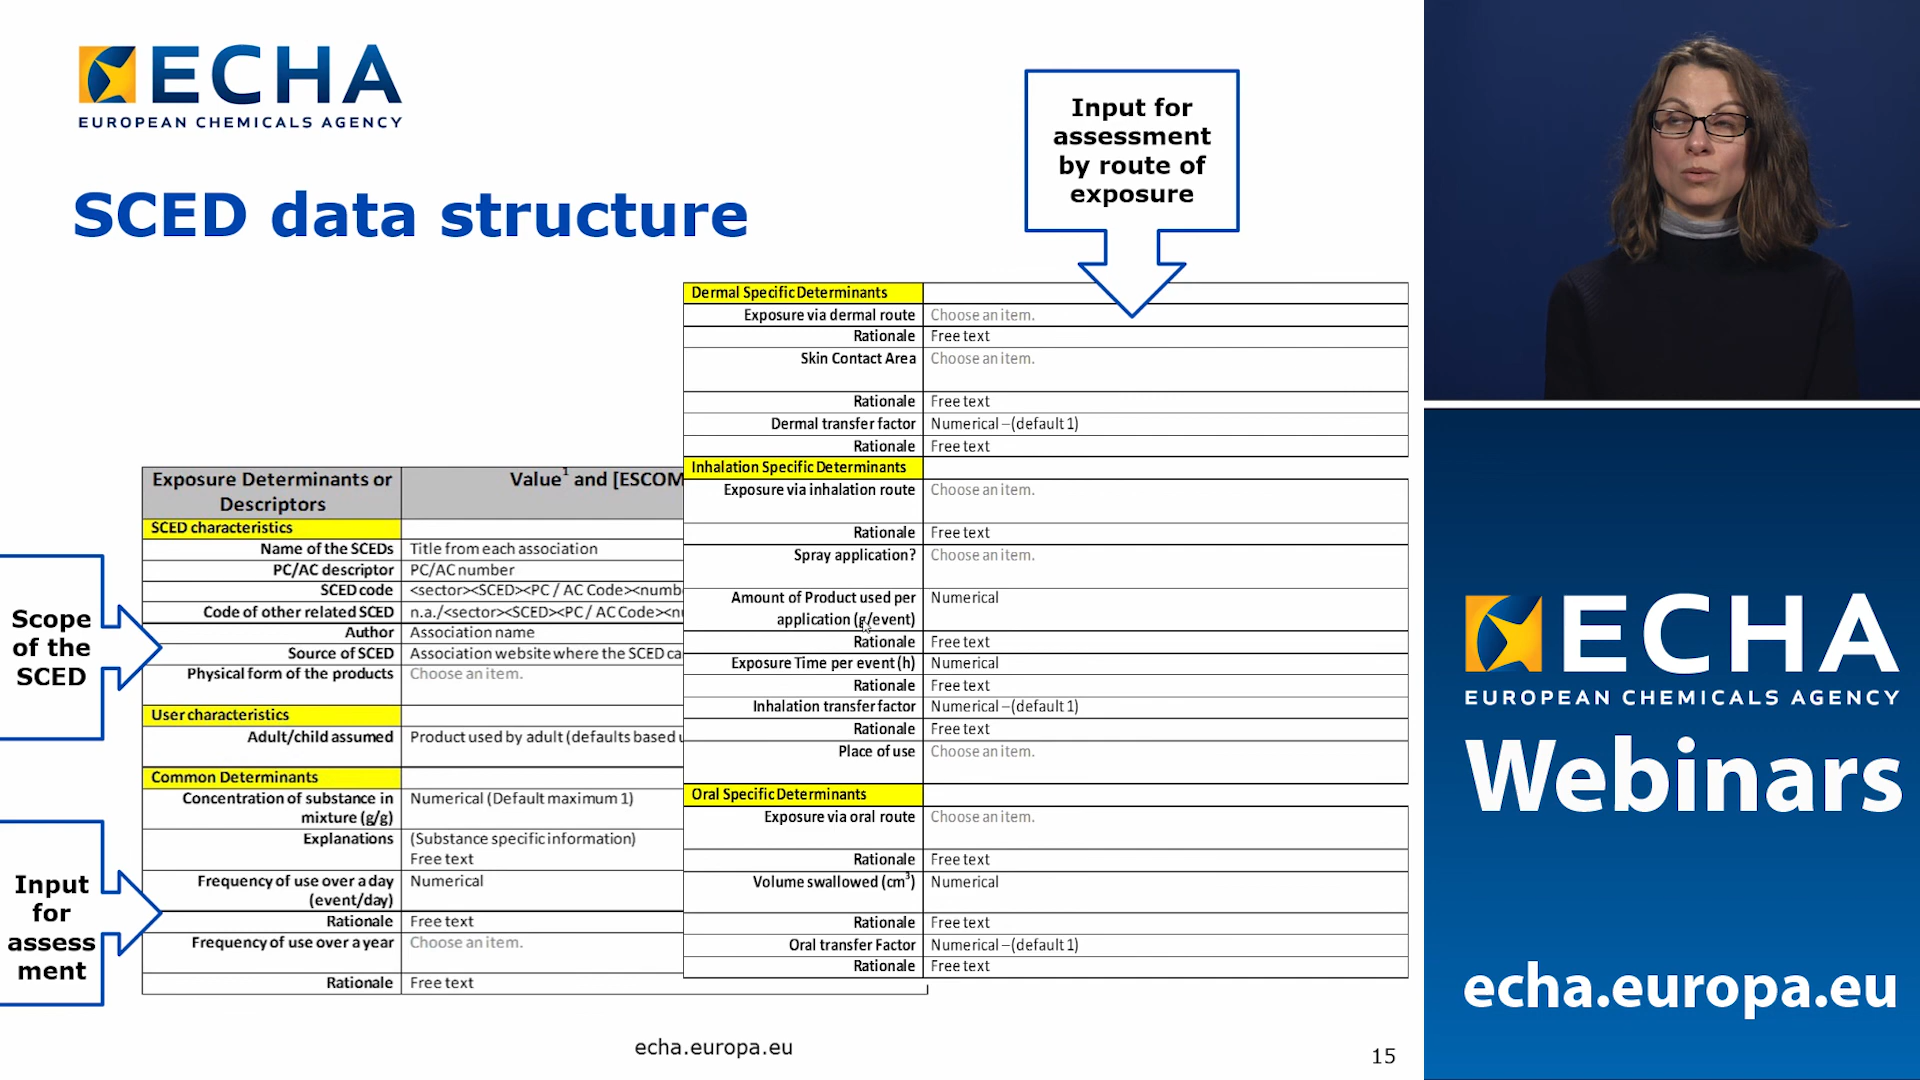 ECHA
EUROPEAN CHEMICALS AGENCY
SCED data structure
Input for
assessment
by route of
exposure
Scope
of the
SCED
Input
for
assess
ment
Exposure Determinants or
Descriptors
Value¹ and [ESCOM
SCED characteristics
Name of the SCEDs Title from each association
PC/AC descriptor PC/AC number
SCED code <sector><SCED><PC / AC Code><numb
Code of other related SCED n.a./<sector><SCED><PC / AC Code><nu
Author Association name
Source of SCED Association website where the SCED ca
Physical form of the products Choose an item.
User characteristics
Adult/child assumed Product used by adult (defaults based u
Common Determinants
Concentration of substance in Numerical (Default maximum 1)
mixture (g/g)
Explanations (Substance specific information)
Free text
Frequency of use over a day Numerical
(event/day)
Rationale Free text
Frequency of use over a year Choose an item.
Rationale Free text
Dermal Specific Determinants
Exposure via dermal route Choose an item.
Rationale Free text
Skin Contact Area Choose an item.
Rationale Free text
Dermal transfer factor Numerical –(default 1)
Rationale Free text
Inhalation Specific Determinants
Exposure via inhalation route Choose an item.
Rationale Free text
Spray application? Choose an item.
Amount of Product used per Numerical
application (g/event)
Rationale Free text
Exposure Time per event (h) Numerical
Rationale Free text
Inhalation transfer factor Numerical –(default 1)
Rationale Free text
Place of use Choose an item.
Oral Specific Determinants
Exposure via oral route Choose an item.
Rationale Free text
Volume swallowed (cm³) Numerical
Rationale Free text
Oral transfer Factor Numerical –(default 1)
Rationale Free text
echa.europa.eu
15
ECHA
EUROPEAN CHEMICALS AGENCY
Webinars
echa.europa.eu